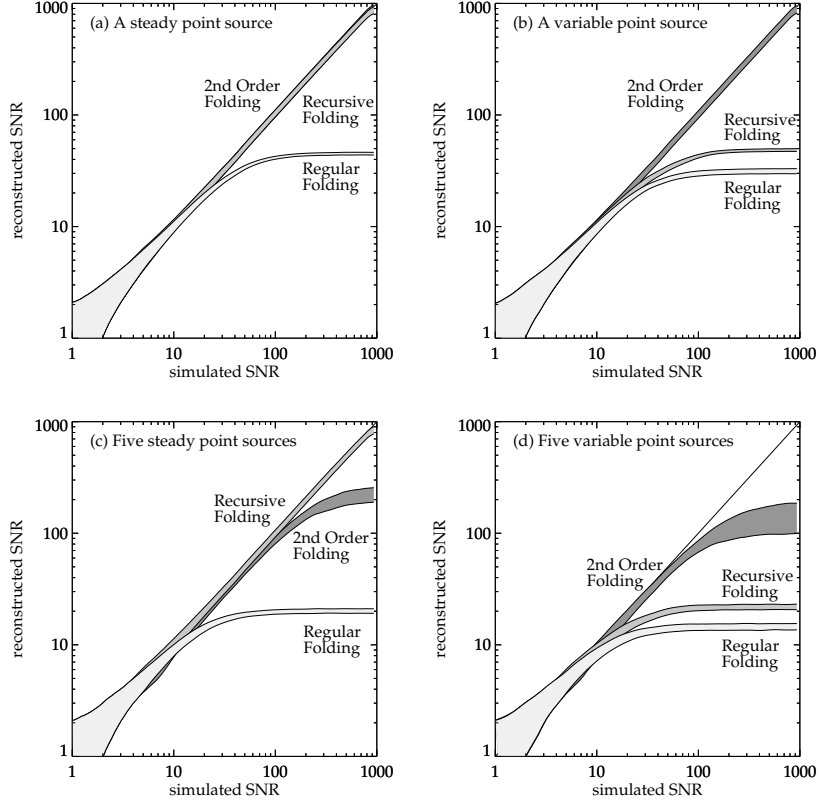 (a) A steady point source
2nd Order
Folding
Recursive
Folding
Regular
Folding
1000
100
10
1
1
10
100
1000
reconstructed SNR
simulated SNR
(b) A variable point source
2nd Order
Folding
Recursive
Folding
Regular
Folding
1000
100
10
1
1
10
100
1000
reconstructed SNR
simulated SNR
(c) Five steady point sources
Recursive
Folding
2nd Order
Folding
Regular
Folding
1000
100
10
1
1
10
100
1000
reconstructed SNR
simulated SNR
(d) Five variable point sources
2nd Order
Folding
Recursive
Folding
Regular
Folding
1000
100
10
1
1
10
100
1000
reconstructed SNR
simulated SNR